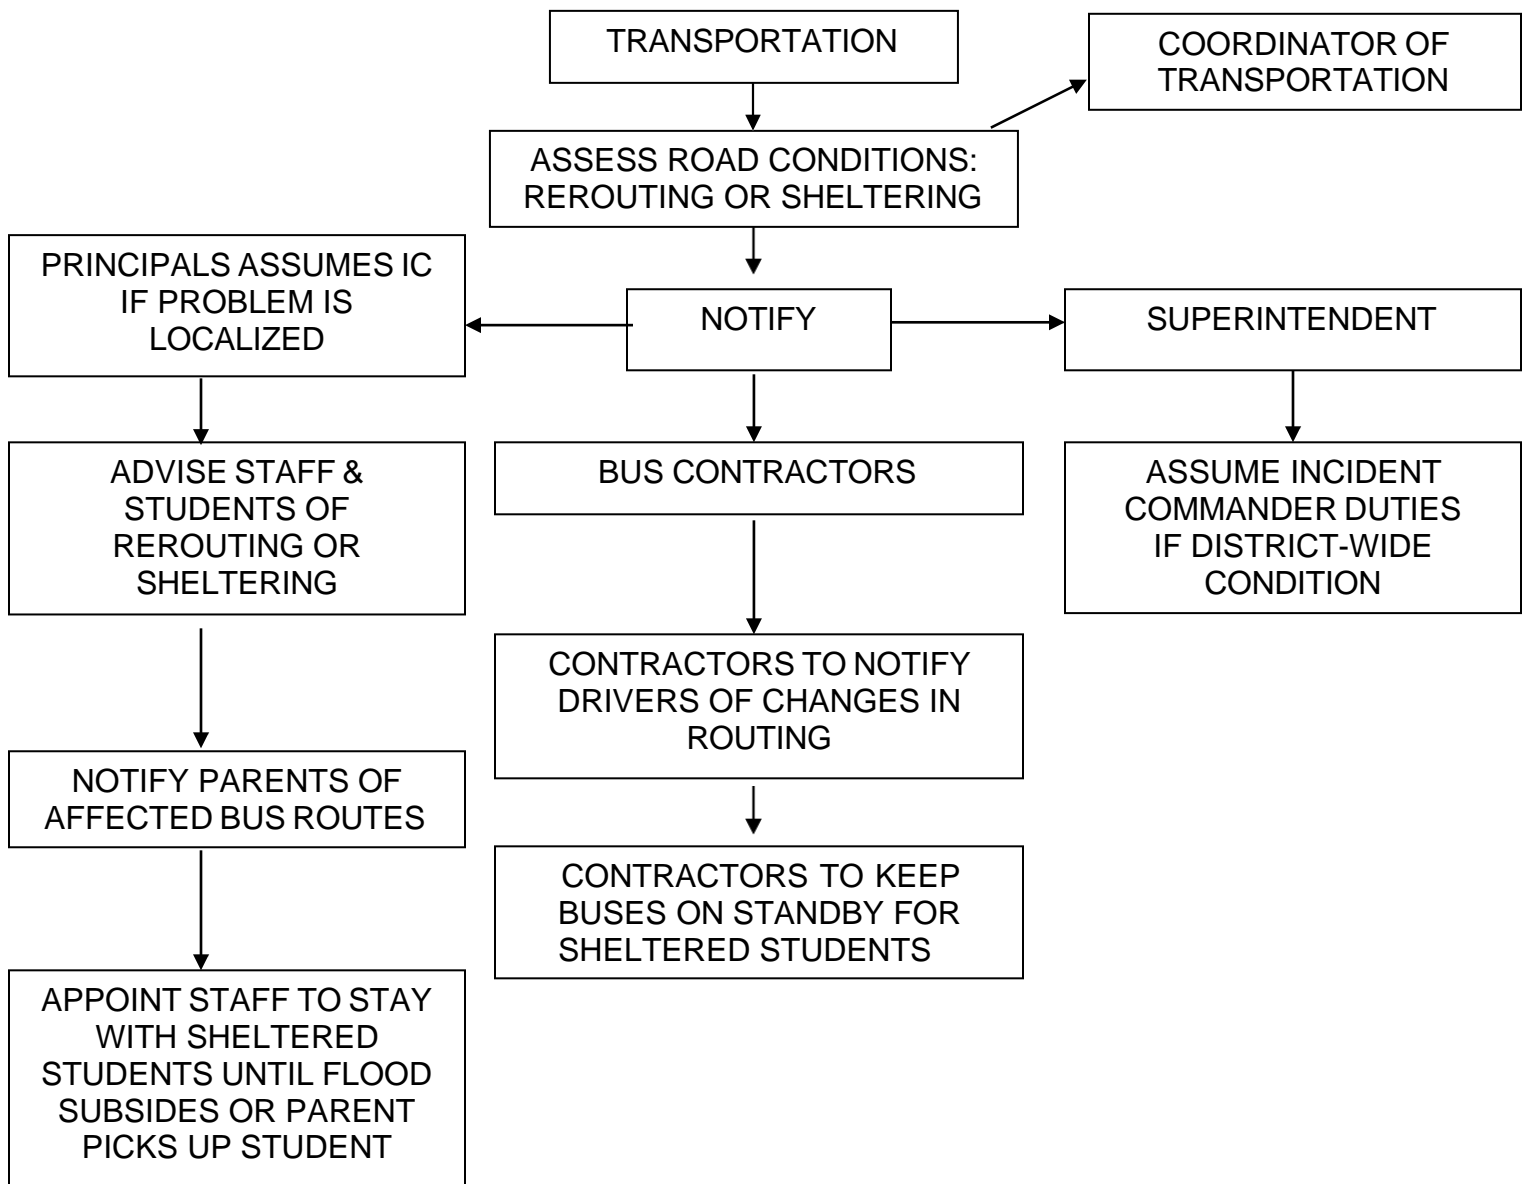 TRANSPORTATION
COORDINATOR OF
TRANSPORTATION
ASSESS ROAD CONDITIONS:
REROUTING OR SHELTERING
PRINCIPALS ASSUMES IC
IF PROBLEM IS
LOCALIZED
NOTIFY
SUPERINTENDENT
ADVISE STAFF &
STUDENTS OF
REROUTING OR
SHELTERING
BUS CONTRACTORS
ASSUME INCIDENT
COMMANDER DUTIES
IF DISTRICT-WIDE
CONDITION
CONTRACTORS TO NOTIFY
DRIVERS OF CHANGES IN
ROUTING
NOTIFY PARENTS OF
AFFECTED BUS ROUTES
CONTRACTORS TO KEEP
BUSES ON STANDBY FOR
SHELTERED STUDENTS
APPOINT STAFF TO STAY
WITH SHELTERED
STUDENTS UNTIL FLOOD
SUBSIDES OR PARENT
PICKS UP STUDENT